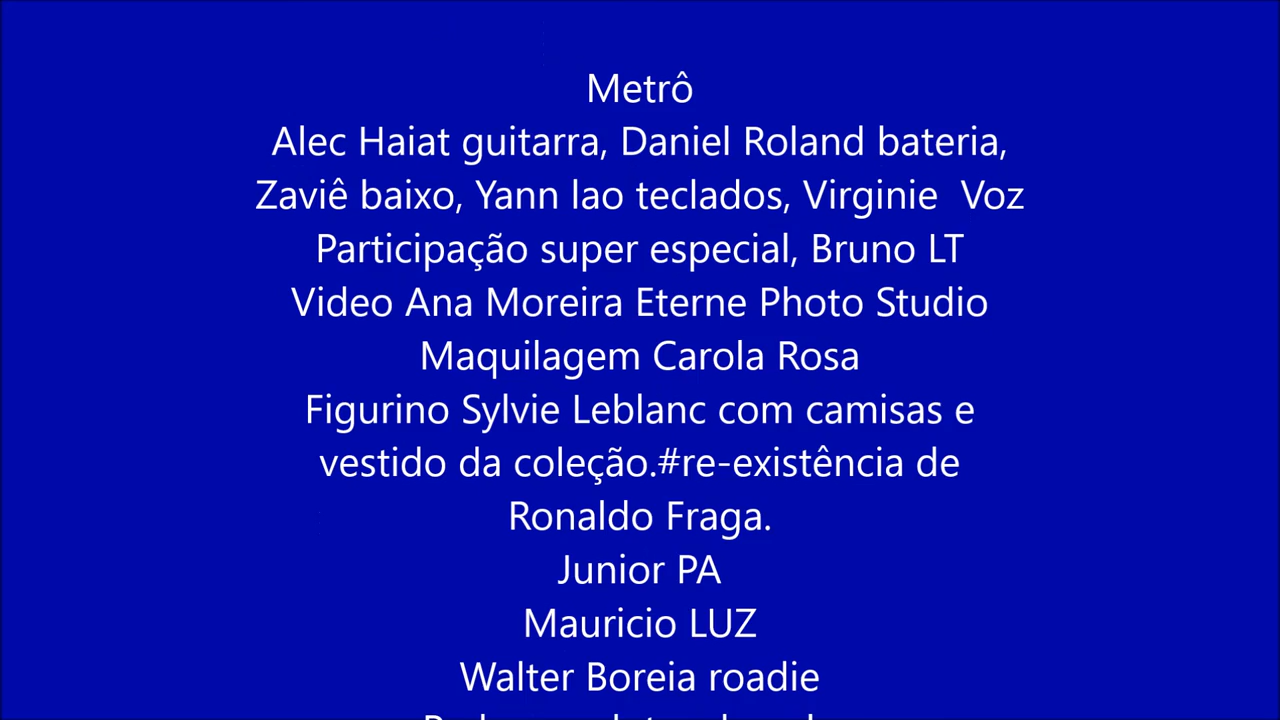 Metrô
Alec Haiat guitarra, Daniel Roland bateria,
Zaviê baixo, Yann lao teclados, Virginie  Voz
Participação super especial, Bruno LT
Video Ana Moreira Eterne Photo Studio
Maquilagem Carola Rosa
Figurino Sylvie Leblanc com camisas e
vestido da coleção.#re-existência de
Ronaldo Fraga.
Junior PA
Mauricio LUZ
Walter Boreia roadie